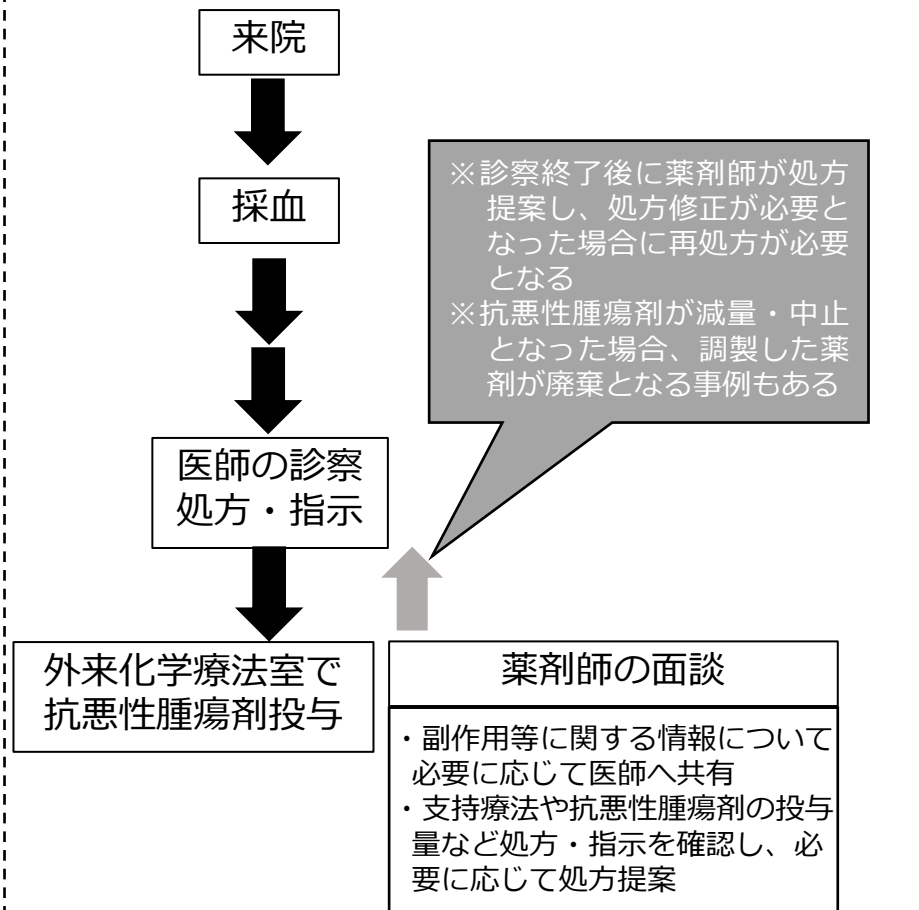 来院
採血
※診察終了後に薬剤師が処方
提案し、処方修正が必要と
なった場合に再処方が必要
となる
※抗悪性腫瘍剤が減量・中止
となった場合、調製した薬
剤が廃棄となる事例もある
医師の診察
処方・指示
外来化学療法室で
抗悪性腫瘍剤投与
薬剤師の面談
・副作用等に関する情報について
必要に応じて医師へ共有
・支持療法や抗悪性腫瘍剤の投与
量など処方・指示を確認し、必
要に応じて処方提案